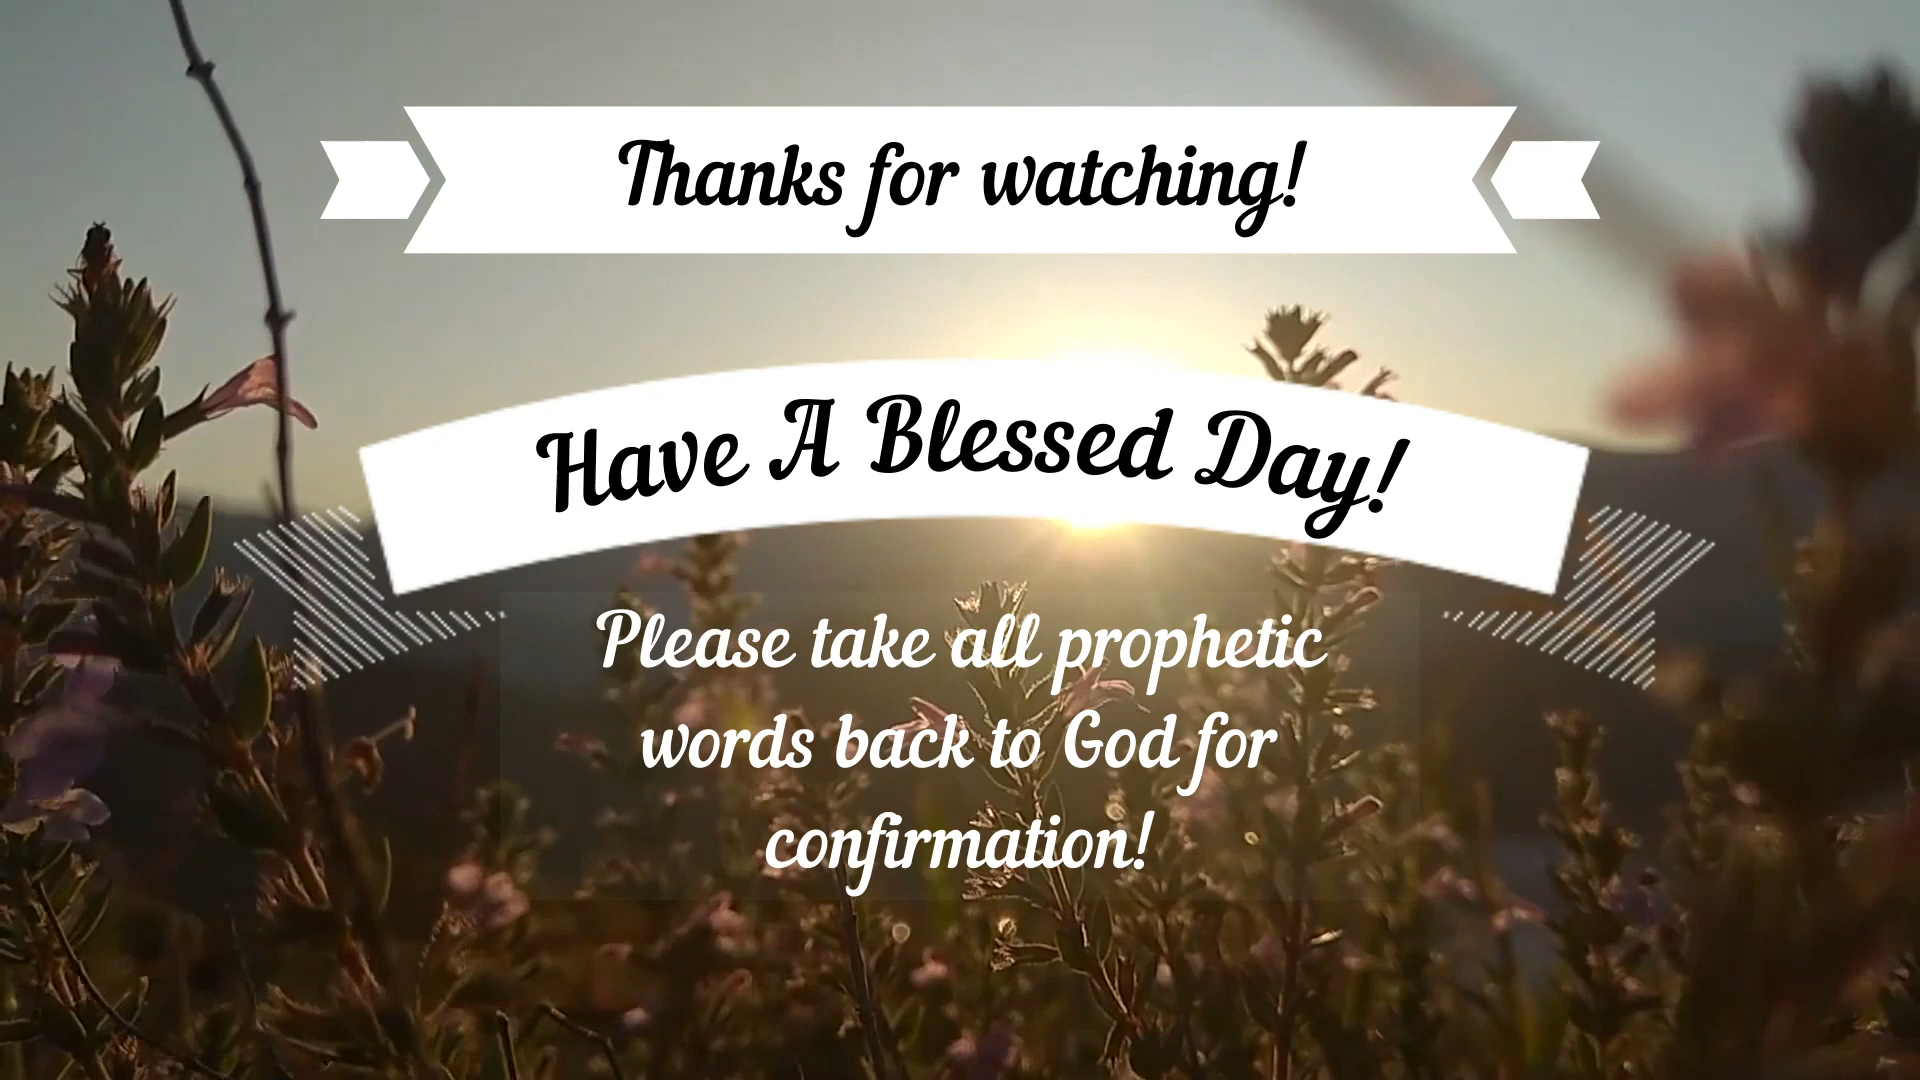 Thanks for watching!
Have A Blessed Day!
Please take all prophetic
words back to God for
confirmation!